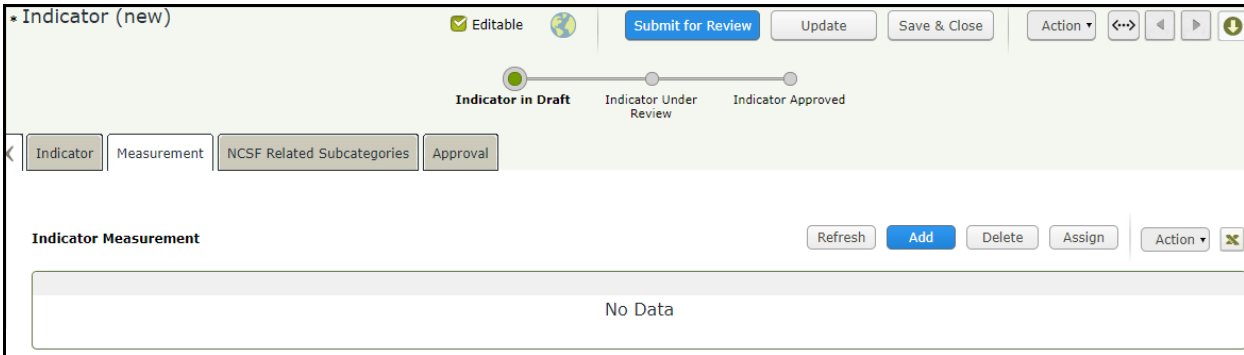 * Indicator (new)
Editable
Submit for Review
Update
Save & Close
Action
Indicator in Draft
Indicator Under
Review
Indicator Approved
Indicator
Measurement
NCSF Related Subcategories
Approval
Indicator Measurement
Refresh
Add
Delete
Assign
Action
No Data